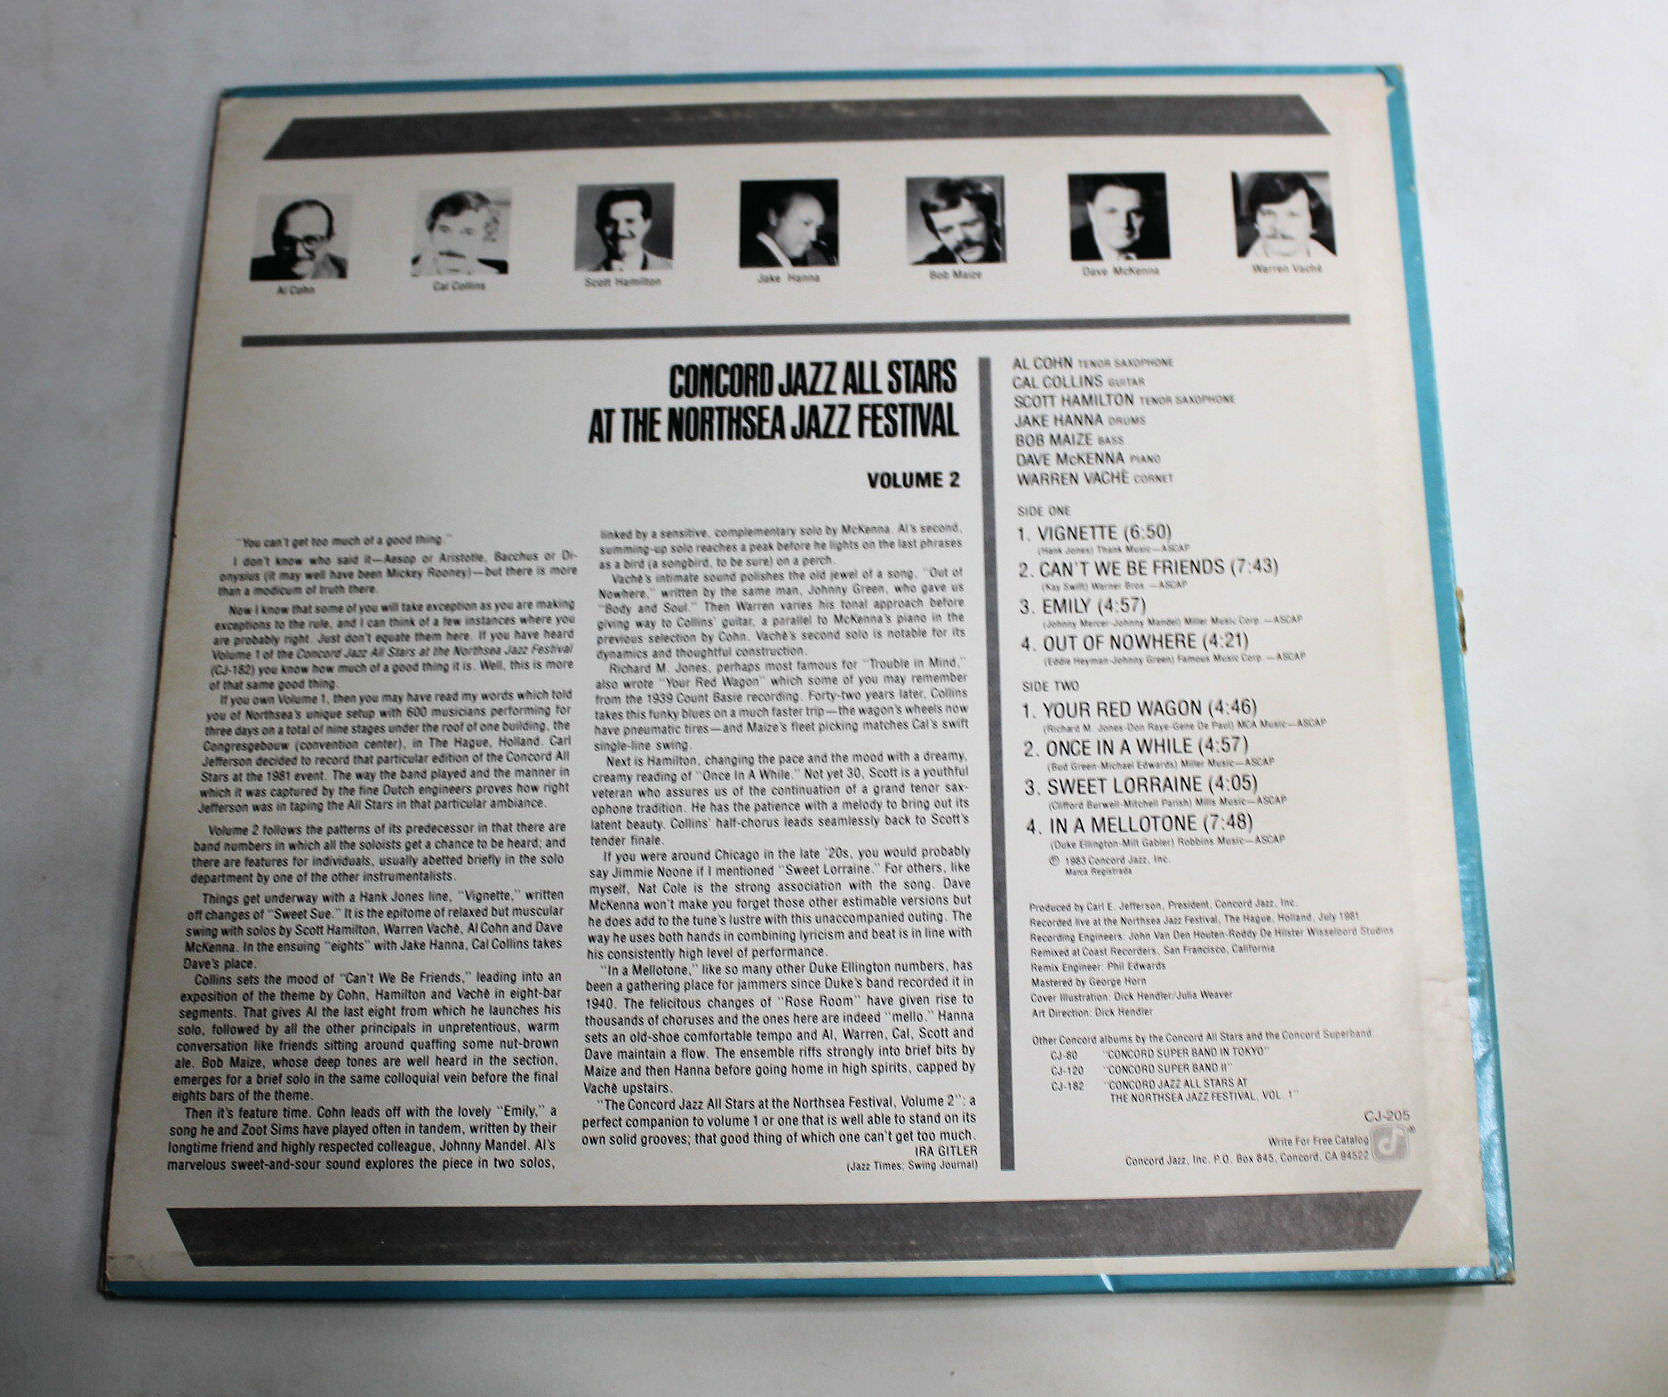 Al Cohn
Cal Collins
Scott Hamilton
Jake Hanna
Bob Maize
Dave McKenna
Warren Vachè
CONCORD JAZZ ALL STARS
AT THE NORTHSEA JAZZ FESTIVAL
VOLUME 2
"You can't get too much of a good thing."
I don't know who said it—Aesop or Aristotle, Bacchus or Di-
onysius (it may well have been Mickey Rooney)—but there is more
than a modicum of truth there.
Now I know that some of you will take exception as you are making
exceptions to the rule, and I can think of a few instances where you
are probably right. Just don't equate them here. If you have heard
Volume 1 of the Concord Jazz All Stars at the Northsea Jazz Festival
(CJ-182) you know how much of a good thing it is. Well, this is more
of that same good thing.
If you own Volume 1, then you may have read my words which told
you of Northsea's unique setup with 600 musicians performing for
three days on a total of nine stages under the roof of one building, the
Congresgebouw (convention center), in The Hague, Holland. Carl
Jefferson decided to record that particular edition of the Concord All
Stars at the 1981 event. The way the band played and the manner in
which it was captured by the fine Dutch engineers proves how right
Jefferson was in taping the All Stars in that particular ambiance.
Volume 2 follows the patterns of its predecessor in that there are
band numbers in which all the soloists get a chance to be heard; and
there are features for individuals, usually abetted briefly in the solo
department by one of the other instrumentalists.
Things get underway with a Hank Jones line, "Vignette," written
off changes of "Sweet Sue." It is the epitome of relaxed but muscular
swing with solos by Scott Hamilton, Warren Vachè, Al Cohn and Dave
McKenna. In the ensuing "eights" with Jake Hanna, Cal Collins takes
Dave's place.
Collins sets the mood of "Can't We Be Friends," leading into an
exposition of the theme by Cohn, Hamilton and Vachè in eight-bar
segments. That gives Al the last eight from which he launches his
solo, followed by all the other principals in unpretentious, warm
conversation like friends sitting around quaffing some nut-brown
ale. Bob Maize, whose deep tones are well heard in the section,
emerges for a brief solo in the same colloquial vein before the final
eights bars of the theme.
Then it's feature time. Cohn leads off with the lovely "Emily," a
song he and Zoot Sims have played often in tandem, written by their
longtime friend and highly respected colleague, Johnny Mandel. Al's
marvelous sweet-and-sour sound explores the piece in two solos,
linked by a sensitive, complementary solo by McKenna. Al's second,
summing-up solo reaches a peak before he lights on the last phrases
as a bird (a songbird, to be sure) on a perch.
Vachè's intimate sound polishes the old jewel of a song, "Out of
Nowhere," written by the same man, Johnny Green, who gave us
"Body and Soul." Then Warren varies his tonal approach before
giving way to Collins' guitar, a parallel to McKenna's piano in the
previous selection by Cohn. Vachè's second solo is notable for its
dynamics and thoughtful construction.
Richard M. Jones, perhaps most famous for "Trouble in Mind,"
also wrote "Your Red Wagon" which some of you may remember
from the 1939 Count Basie recording. Forty-two years later, Collins
takes this funky blues on a much faster trip—the wagon's wheels now
have pneumatic tires—and Maize's fleet picking matches Cal's swift
single-line swing.
Next is Hamilton, changing the pace and the mood with a dreamy,
creamy reading of "Once In A While." Not yet 30, Scott is a youthful
veteran who assures us of the continuation of a grand tenor sax-
ophone tradition. He has the patience with a melody to bring out its
latent beauty. Collins' half-chorus leads seamlessly back to Scott's
tender finale.
If you were around Chicago in the late '20s, you would probably
say Jimmie Noone if I mentioned "Sweet Lorraine." For others, like
myself, Nat Cole is the strong association with the song. Dave
McKenna won't make you forget those other estimable versions but
he does add to the tune's lustre with this unaccompanied outing. The
way he uses both hands in combining lyricism and beat is in line with
his consistently high level of performance.
"In a Mellotone," like so many other Duke Ellington numbers, has
been a gathering place for jammers since Duke's band recorded it in
1940. The felicitous changes of "Rose Room" have given rise to
thousands of choruses and the ones here are indeed "mello." Hanna
sets an old-shoe comfortable tempo and Al, Warren, Cal, Scott and
Dave maintain a flow. The ensemble riffs strongly into brief bits by
Maize and then Hanna before going home in high spirits, capped by
Vachè upstairs.
"The Concord Jazz All Stars at the Northsea Festival, Volume 2": a
perfect companion to volume 1 or one that is well able to stand on its
own solid grooves; that good thing of which one can't get too much.
IRA GITLER
(Jazz Times; Swing Journal)
AL COHN TENOR SAXOPHONE
CAL COLLINS GUITAR
SCOTT HAMILTON TENOR SAXOPHONE
JAKE HANNA DRUMS
BOB MAIZE BASS
DAVE McKENNA PIANO
WARREN VACHÈ CORNET
SIDE ONE
1. VIGNETTE (6:50)
(Hank Jones) Thank Music—ASCAP
2. CAN'T WE BE FRIENDS (7:43)
(Kay Swift) Warner Bros. —ASCAP
3. EMILY (4:57)
(Johnny Mercer-Johnny Mandel) Miller Music Corp. —ASCAP
4. OUT OF NOWHERE (4:21)
(Eddie Heyman-Johnny Green) Famous Music Corp. —ASCAP
SIDE TWO
1. YOUR RED WAGON (4:46)
(Richard M. Jones-Don Raye-Gene De Paul) MCA Music—ASCAP
2. ONCE IN A WHILE (4:57)
(Bud Green-Michael Edwards) Miller Music—ASCAP
3. SWEET LORRAINE (4:05)
(Clifford Burwell-Mitchell Parish) Mills Music—ASCAP
4. IN A MELLOTONE (7:48)
(Duke Ellington-Milt Gabler) Robbins Music—ASCAP
℗ 1983 Concord Jazz, Inc.
Marca Registrada
Produced by Carl E. Jefferson, President, Concord Jazz, Inc.
Recorded live at the Northsea Jazz Festival, The Hague, Holland, July 1981
Recording Engineers: John Van Den Houten-Roddy De Hilster Wisseloord Studios
Remixed at Coast Recorders, San Francisco, California
Remix Engineer: Phil Edwards
Mastered by George Horn
Cover Illustration: Dick Hendler/Julia Weaver
Art Direction: Dick Hendler
Other Concord albums by the Concord All Stars and the Concord Superband:
CJ-80 "CONCORD SUPER BAND IN TOKYO"
CJ-120 "CONCORD SUPER BAND II"
CJ-182 "CONCORD JAZZ ALL STARS AT
THE NORTHSEA JAZZ FESTIVAL, VOL. 1"
CJ-205
Write For Free Catalog
Concord Jazz, Inc. P.O. Box 845, Concord, CA 94522